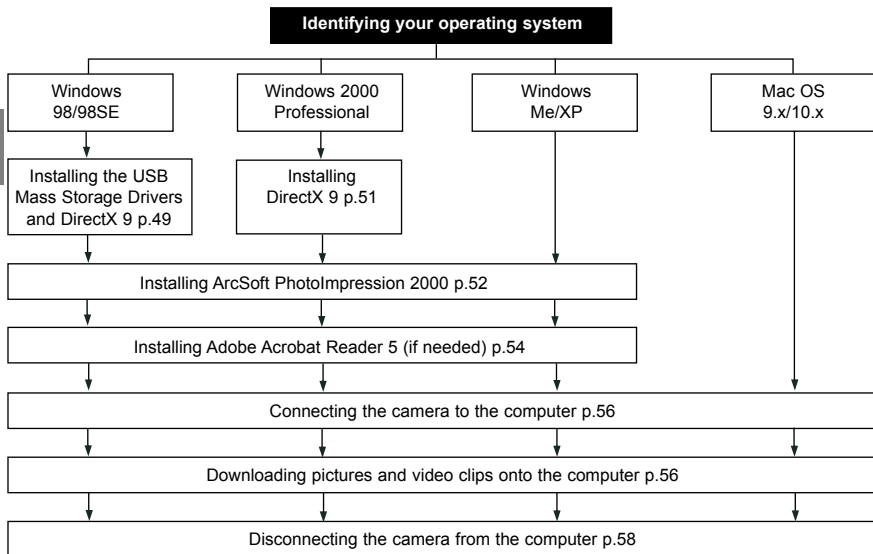 Identifying your operating system
Windows
98/98SE
Windows 2000
Professional
Windows
Me/XP
Mac OS
9.x/10.x
Installing the USB
Mass Storage Drivers
and DirectX 9 p.49
Installing
DirectX 9 p.51
Installing ArcSoft PhotoImpression 2000 p.52
Installing Adobe Acrobat Reader 5 (if needed) p.54
Connecting the camera to the computer p.56
Downloading pictures and video clips onto the computer p.56
Disconnecting the camera from the computer p.58